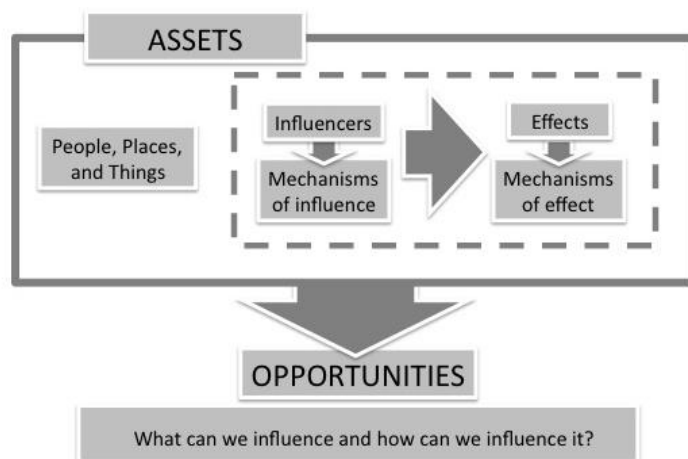 ASSETS
People, Places,
and Things
Influencers
Mechanisms
of influence
Effects
Mechanisms
of effect
OPPORTUNITIES
What can we influence and how can we influence it?